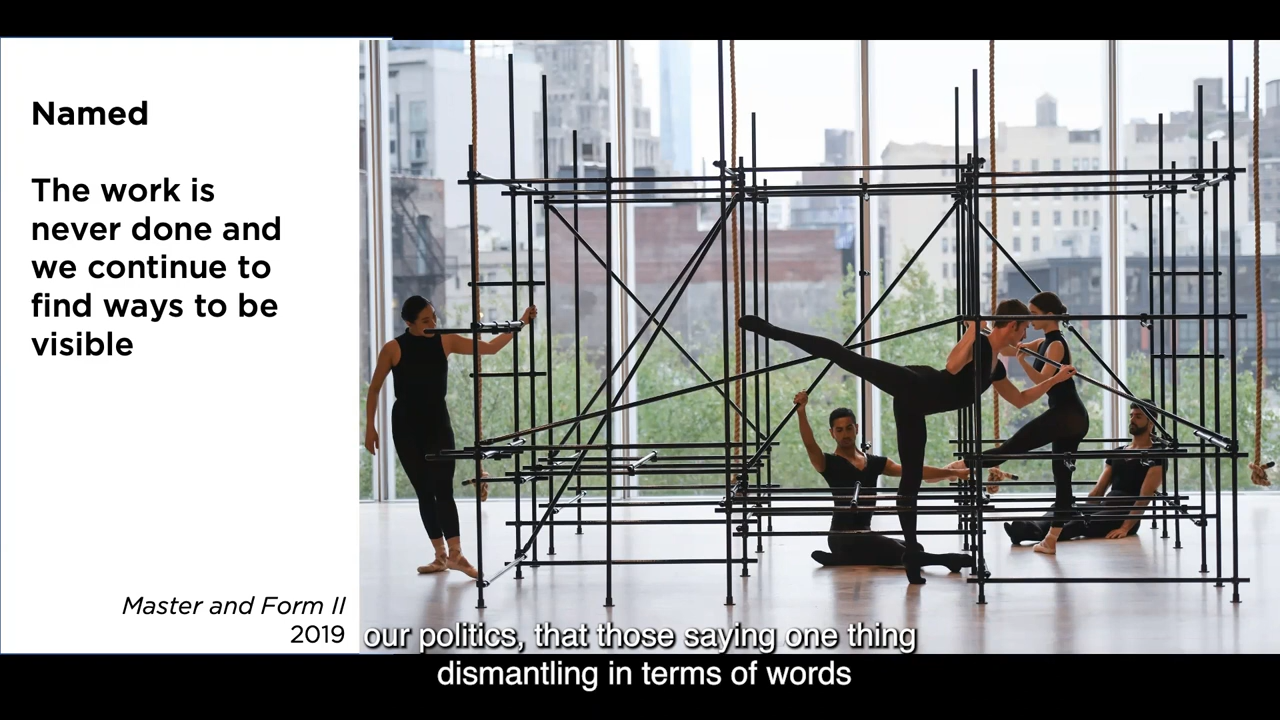 Named
The work is
never done and
we continue to
find ways to be
visible
Master and Form II
2019
our politics, that those saying one thing
dismantling in terms of words